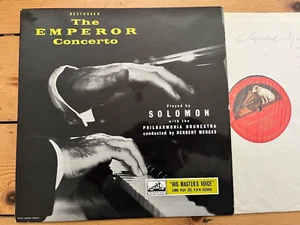 BEETHOVEN
The
EMPEROR
Concerto
Played by
SOLOMON
with the
PHILHARMONIA ORCHESTRA
conducted by HERBERT MENGES
"HIS MASTER'S VOICE"
LONG PLAY 33⅓ R.P.M. RECORD